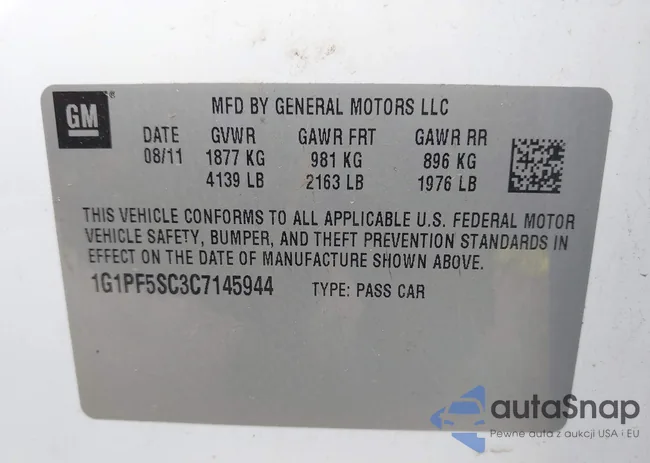 GM
MFD BY GENERAL MOTORS LLC
DATE GVWR GAWR FRT GAWR RR
08/11 1877 KG 981 KG 896 KG
4139 LB 2163 LB 1976 LB
THIS VEHICLE CONFORMS TO ALL APPLICABLE U.S. FEDERAL MOTOR
VEHICLE SAFETY, BUMPER, AND THEFT PREVENTION STANDARDS IN
EFFECT ON THE DATE OF MANUFACTURE SHOWN ABOVE.
1G1PF5SC3C7145944 TYPE: PASS CAR
autaSnap
Pewne auta z aukcji USA i EU